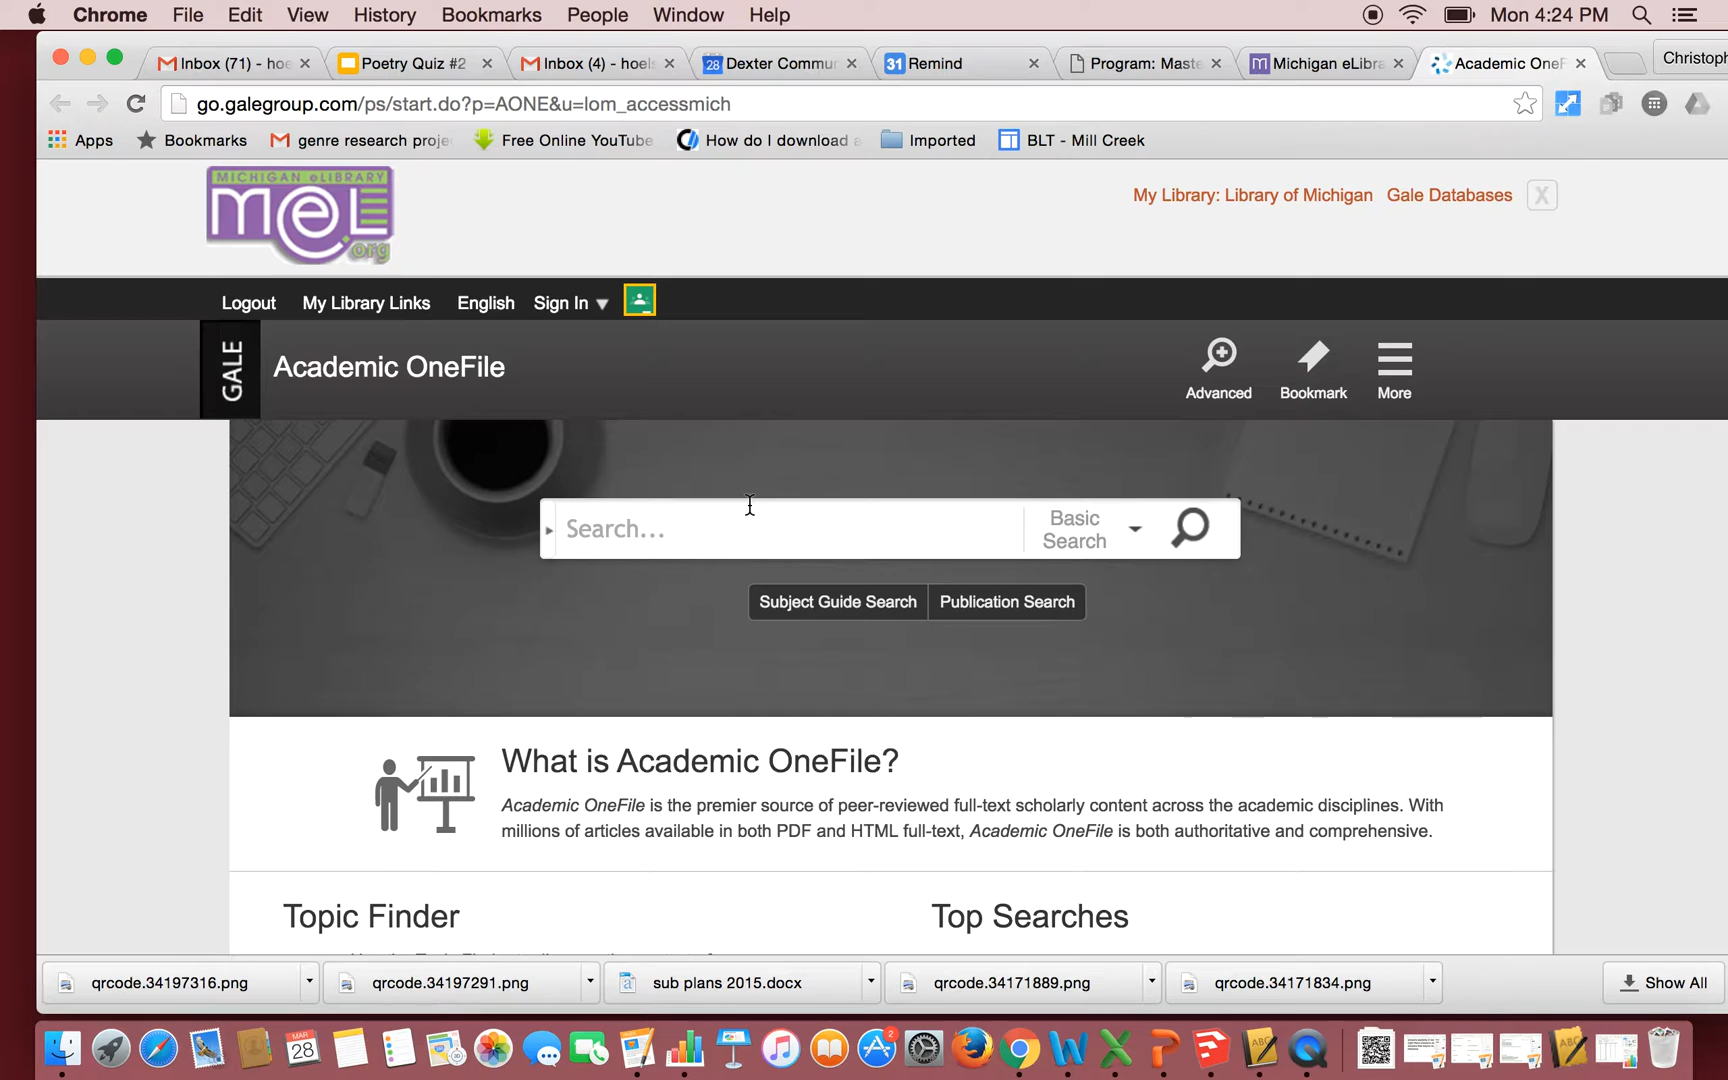 Chrome File Edit View History Bookmarks People Window Help Mon 4:24 PM
Inbox (71) - hoe Poetry Quiz #2 Inbox (4) - hoels Dexter Commu 31 Remind Program: Maste Michigan eLibra Academic OneF Christoph
go.galegroup.com/ps/start.do?p=AONE&u=lom_accessmich
Apps Bookmarks genre research proje Free Online YouTube How do I download a Imported BLT - Mill Creek
MICHIGAN eLIBRARY
meL
.org
My Library: Library of Michigan Gale Databases X
Logout My Library Links English Sign In
GALE Academic OneFile
Advanced Bookmark More
Search... Basic Search
Subject Guide Search Publication Search
What is Academic OneFile?
Academic OneFile is the premier source of peer-reviewed full-text scholarly content across the academic disciplines. With
millions of articles available in both PDF and HTML full-text, Academic OneFile is both authoritative and comprehensive.
Topic Finder Top Searches
qrcode.34197316.png qrcode.34197291.png sub plans 2015.docx qrcode.34171889.png qrcode.34171834.png Show All
MAR
28
2